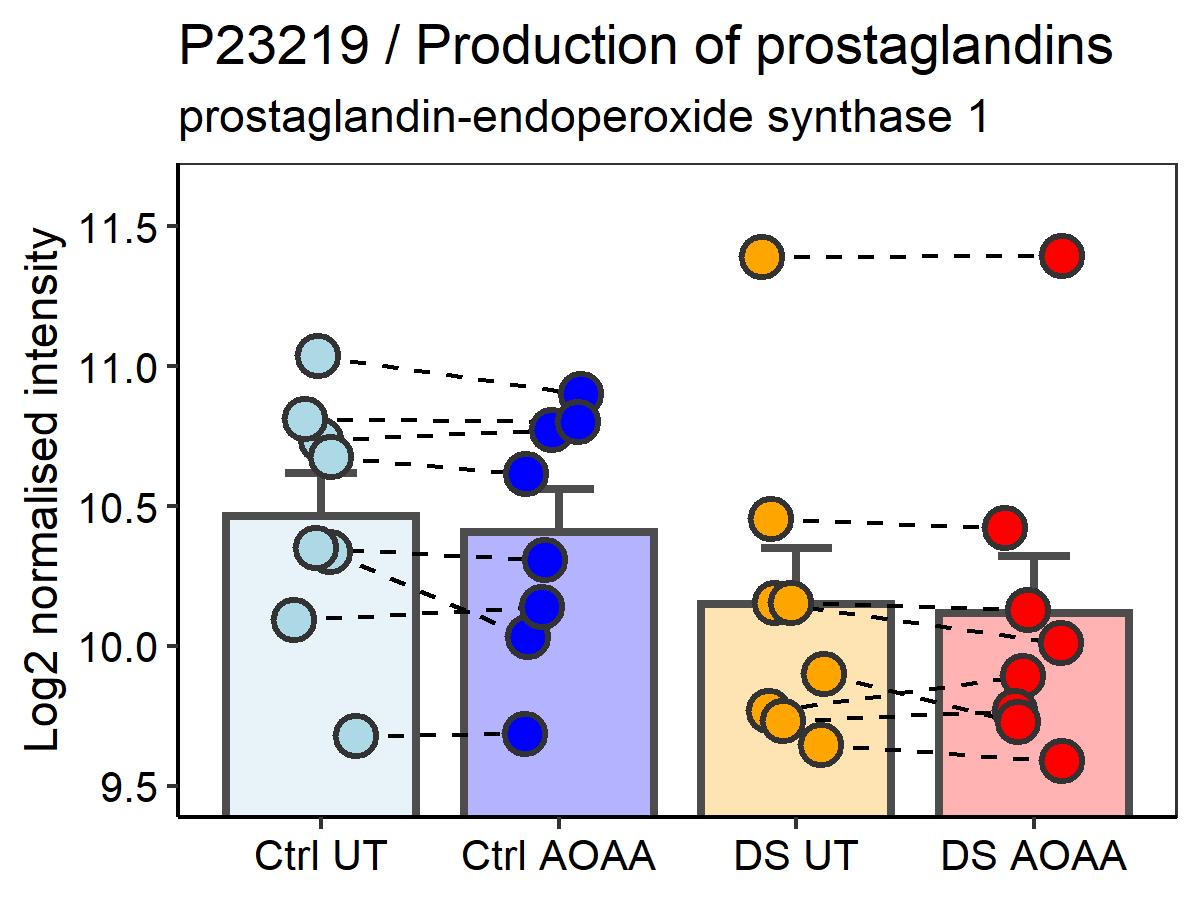 P23219 / Production of prostaglandins
prostaglandin-endoperoxide synthase 1
Log2 normalised intensity
11.5
11.0
10.5
10.0
9.5
Ctrl UT
Ctrl AOAA
DS UT
DS AOAA